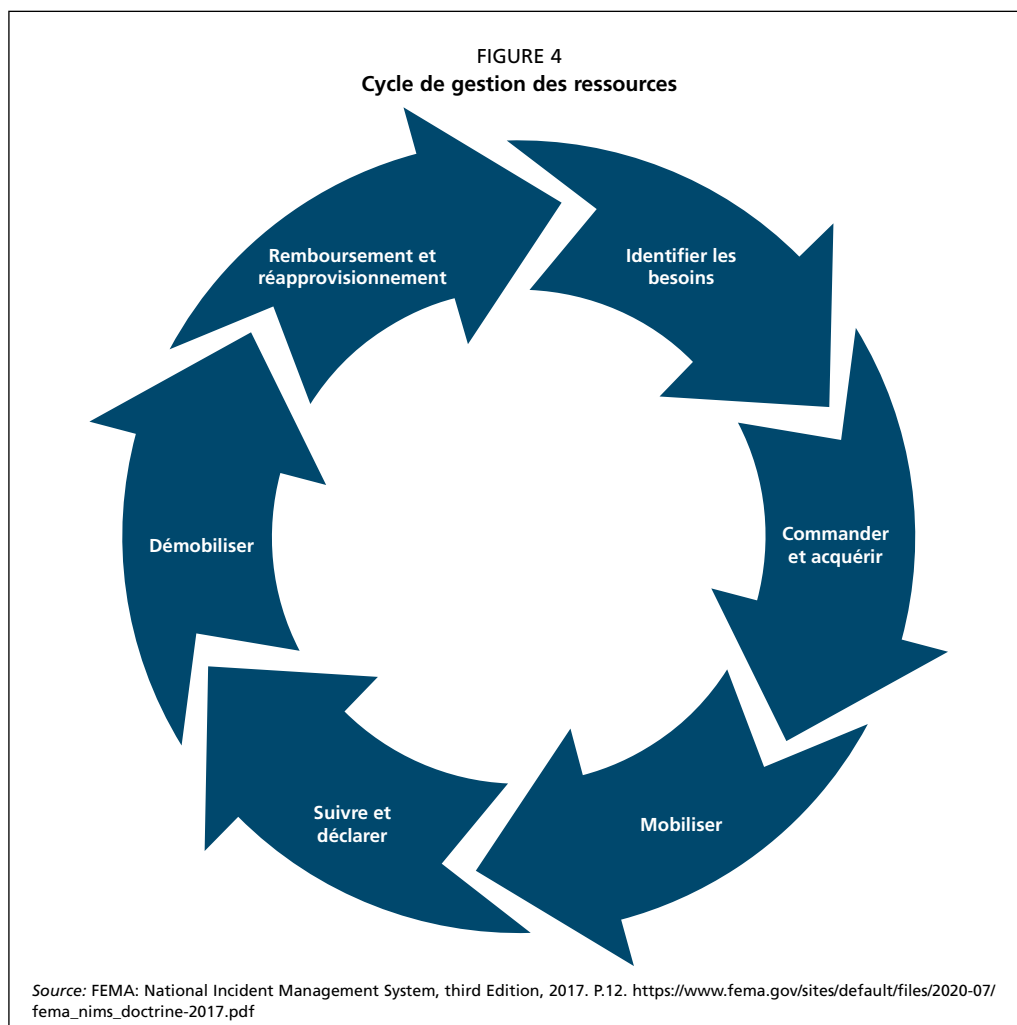 FIGURE 4
Cycle de gestion des ressources
Remboursement et
réapprovisionnement
Identifier les
besoins
Commander
et acquérir
Mobiliser
Suivre et
déclarer
Démobiliser
Source: FEMA: National Incident Management System, third Edition, 2017. P.12. https://www.fema.gov/sites/default/files/2020-07/
fema_nims_doctrine-2017.pdf